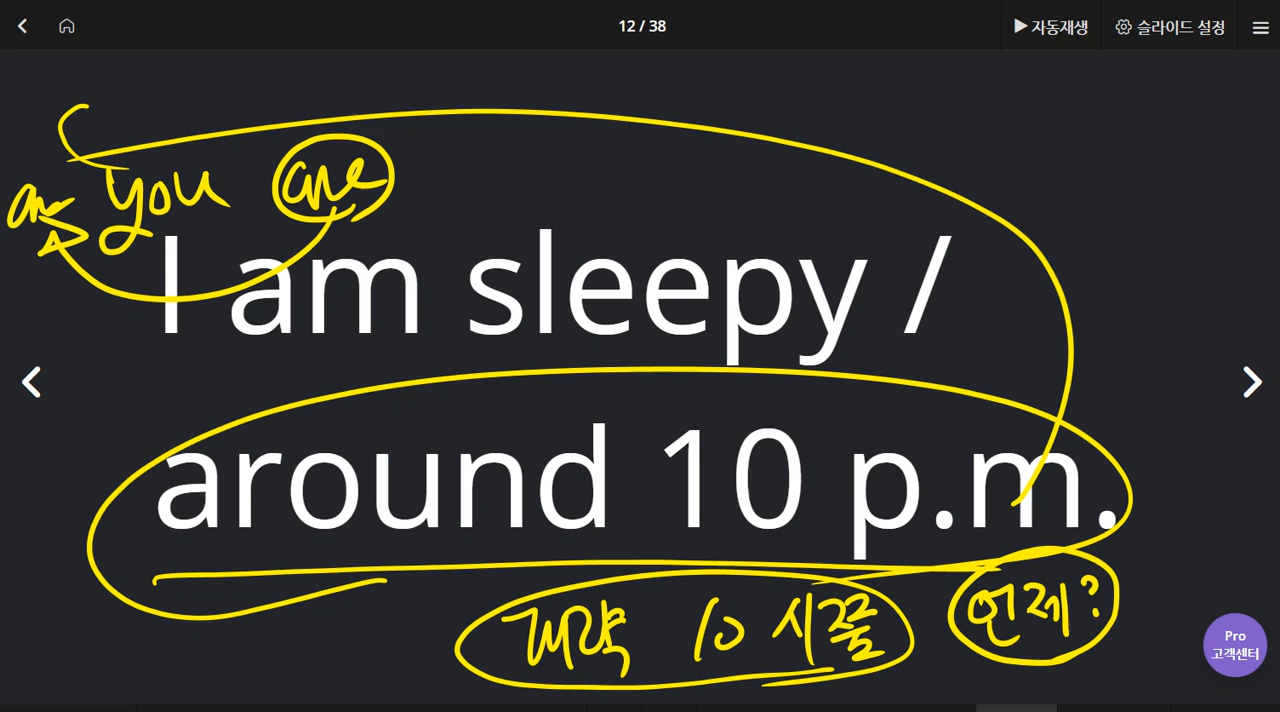 12 / 38
▶ 자동재생
슬라이드 설정
you are
are
I am sleepy /
around 10 p.m.
언제?
대략 10 시쯤
Pro
고객센터